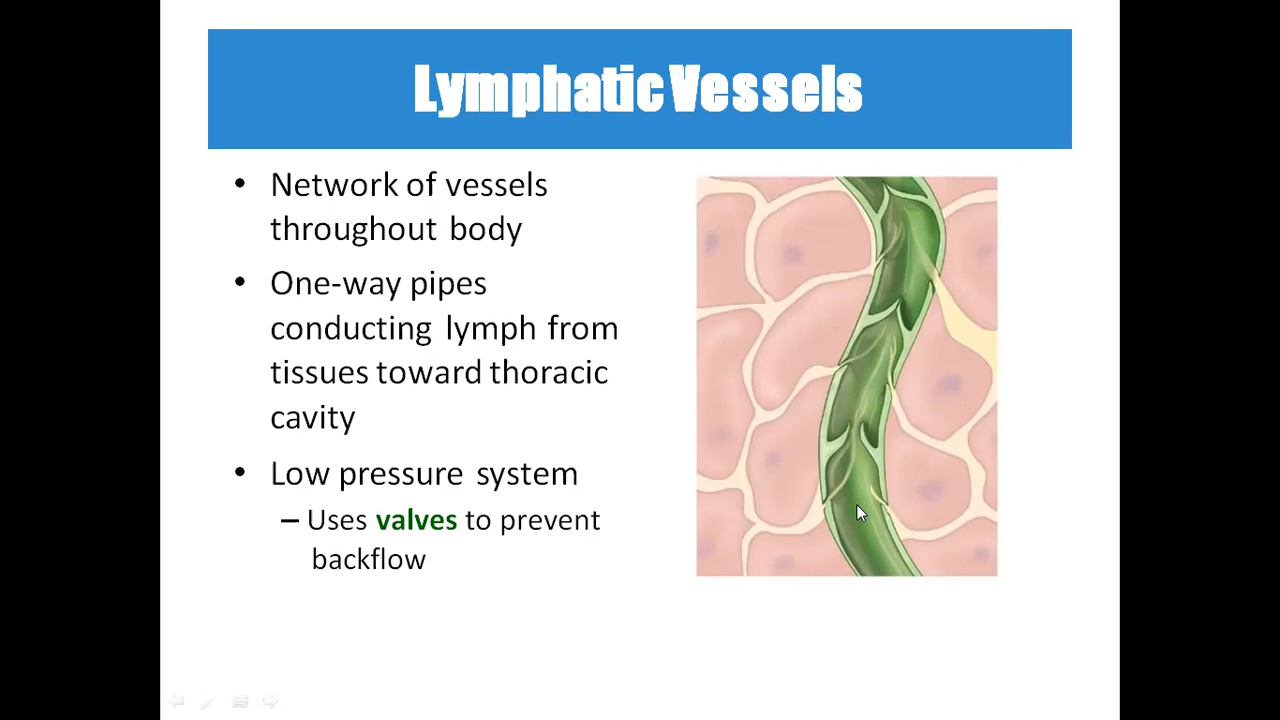 Lymphatic Vessels
• Network of vessels
throughout body
• One-way pipes
conducting lymph from
tissues toward thoracic
cavity
• Low pressure system
– Uses valves to prevent
backflow